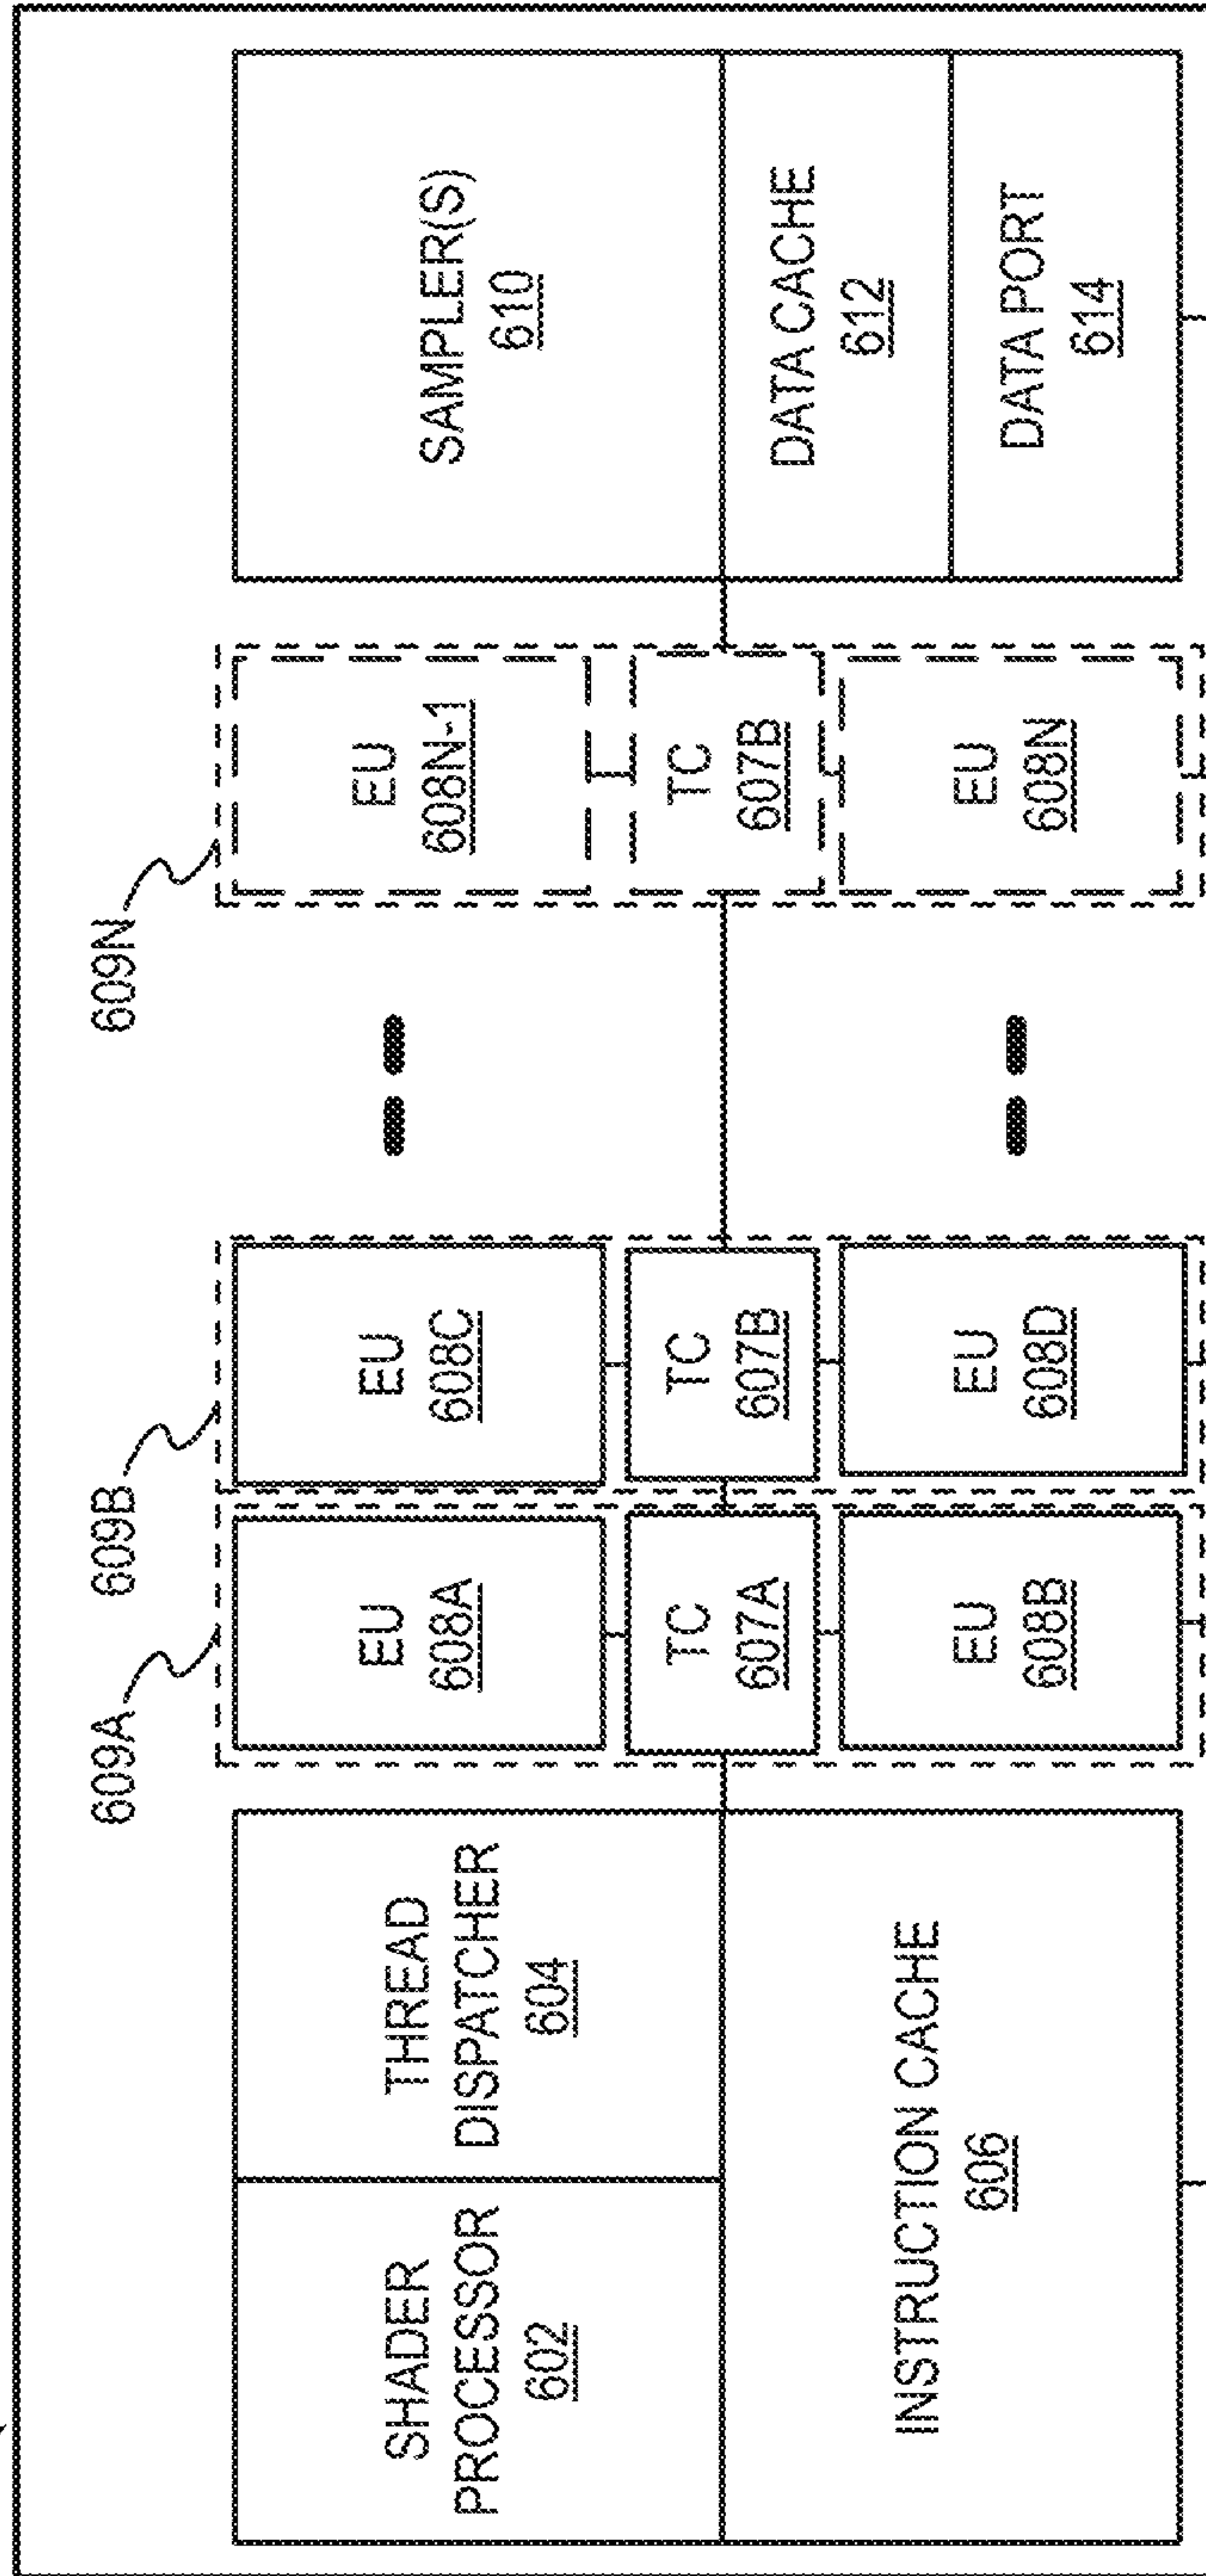 609A
609B
609N
SHADER
PROCESSOR
602
THREAD
DISPATCHER
604
INSTRUCTION CACHE
606
EU
608A
TC
607A
EU
608B
EU
608C
TC
607B
EU
608D
EU
608N-1
TC
607B
EU
608N
SAMPLER(S)
610
DATA CACHE
612
DATA PORT
614